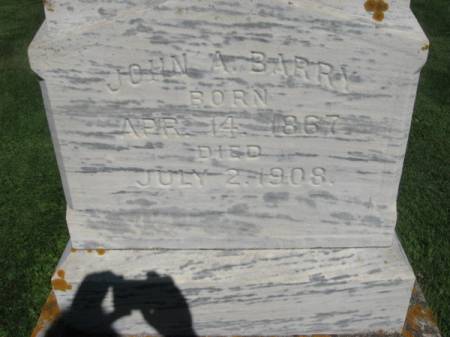 JOHN A. BARRY
BORN
APR. 14. 1867
DIED
JULY 2. 1908.